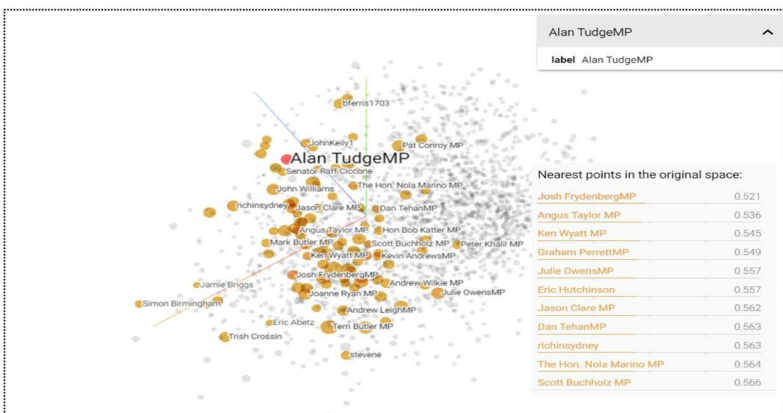 Alan TudgeMP
label Alan TudgeMP
bferris1703
JohnKelly1
Pat Conroy MP
Alan TudgeMP
Senator Raff Ciccone
John Williams
The Hon. Nola Marino MP
richinsydney
Jason Clare MP
Dan TehanMP
Angus Taylor MP
Hon Bob Katter MP
Mark Butler MP
Scott Buchholz MP
Peter Khalil MP
Ken Wyatt MP
Kevin AndrewsMP
Josh FrydenbergMP
Andrew Wilkie MP
Jamie Briggs
Joanne Ryan MP
Julie OwensMP
Simon Birmingham
Andrew LeighMP
Eric Abetz
Terri Butler MP
Trish Crossin
stevene
Nearest points in the original space:
Josh FrydenbergMP 0.521
Angus Taylor MP 0.536
Ken Wyatt MP 0.545
Graham PerrettMP 0.549
Julie OwensMP 0.557
Eric Hutchinson 0.557
Jason Clare MP 0.562
Dan TehanMP 0.563
richinsydney 0.563
The Hon. Nola Marino MP 0.564
Scott Buchholz MP 0.566